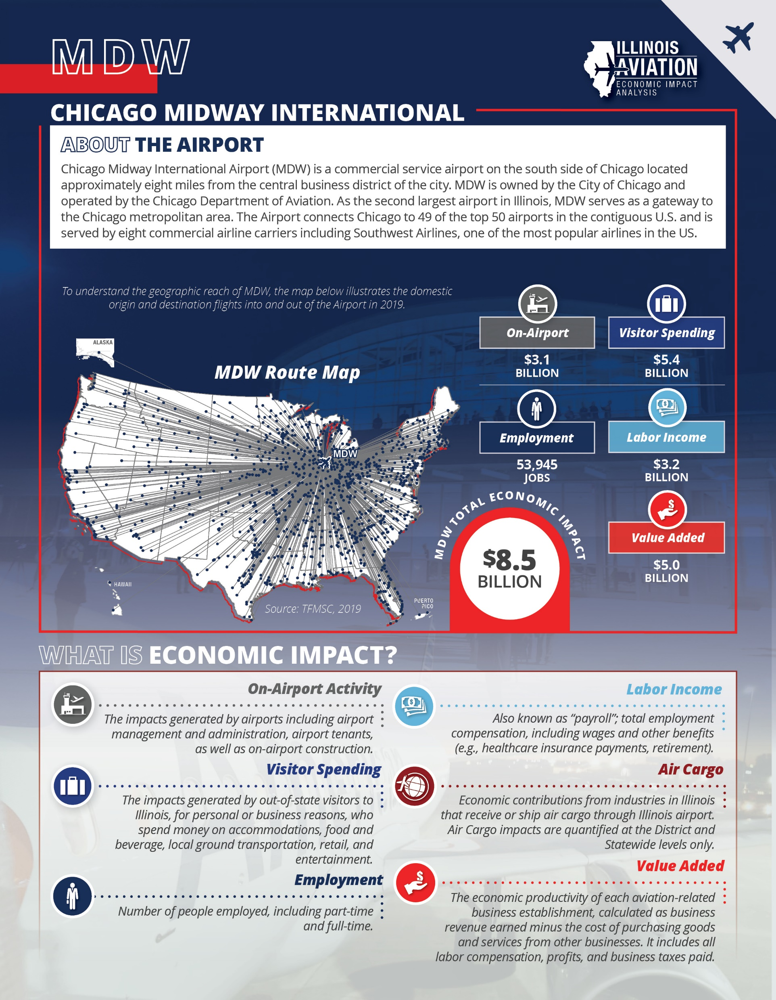 MDW
ILLINOIS
AVIATION
ECONOMIC IMPACT
ANALYSIS
CHICAGO MIDWAY INTERNATIONAL
ABOUT THE AIRPORT
Chicago Midway International Airport (MDW) is a commercial service airport on the south side of Chicago located
approximately eight miles from the central business district of the city. MDW is owned by the City of Chicago and
operated by the Chicago Department of Aviation. As the second largest airport in Illinois, MDW serves as a gateway to
the Chicago metropolitan area. The Airport connects Chicago to 49 of the top 50 airports in the contiguous U.S. and is
served by eight commercial airline carriers including Southwest Airlines, one of the most popular airlines in the US.
To understand the geographic reach of MDW, the map below illustrates the domestic
origin and destination flights into and out of the Airport in 2019.
ALASKA
MDW Route Map
MDW
HAWAII
PUERTO
RICO
Source: TFMSC, 2019
On-Airport
$3.1
BILLION
Visitor Spending
$5.4
BILLION
Employment
53,945
JOBS
Labor Income
$3.2
BILLION
MDW TOTAL ECONOMIC IMPACT
$8.5
BILLION
Value Added
$5.0
BILLION
WHAT IS ECONOMIC IMPACT?
On-Airport Activity
The impacts generated by airports including airport
management and administration, airport tenants,
as well as on-airport construction.
Visitor Spending
The impacts generated by out-of-state visitors to
Illinois, for personal or business reasons, who
spend money on accommodations, food and
beverage, local ground transportation, retail, and
entertainment.
Employment
Number of people employed, including part-time
and full-time.
Labor Income
Also known as “payroll”; total employment
compensation, including wages and other benefits
(e.g., healthcare insurance payments, retirement).
Air Cargo
Economic contributions from industries in Illinois
that receive or ship air cargo through Illinois airport.
Air Cargo impacts are quantified at the District and
Statewide levels only.
Value Added
The economic productivity of each aviation-related
business establishment, calculated as business
revenue earned minus the cost of purchasing goods
and services from other businesses. It includes all
labor compensation, profits, and business taxes paid.